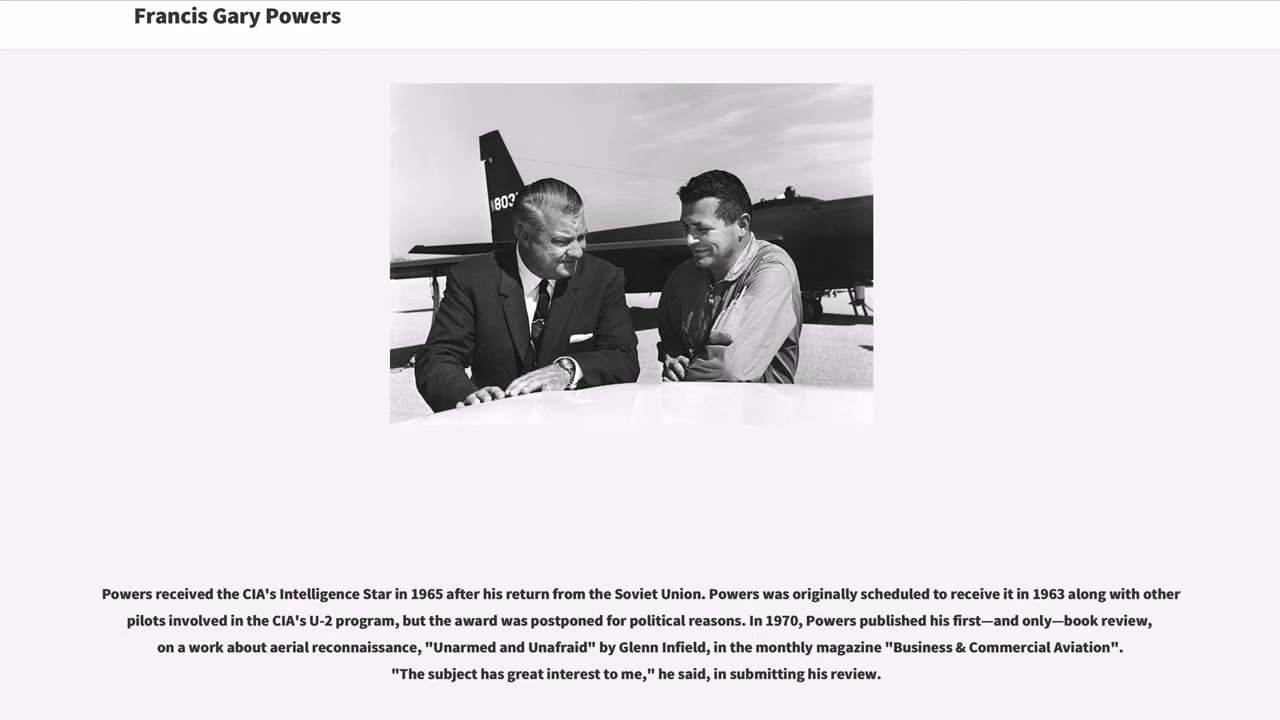 Francis Gary Powers
N803
Powers received the CIA's Intelligence Star in 1965 after his return from the Soviet Union. Powers was originally scheduled to receive it in 1963 along with other
pilots involved in the CIA's U-2 program, but the award was postponed for political reasons. In 1970, Powers published his first—and only—book review,
on a work about aerial reconnaissance, "Unarmed and Unafraid" by Glenn Infield, in the monthly magazine "Business & Commercial Aviation".
"The subject has great interest to me," he said, in submitting his review.